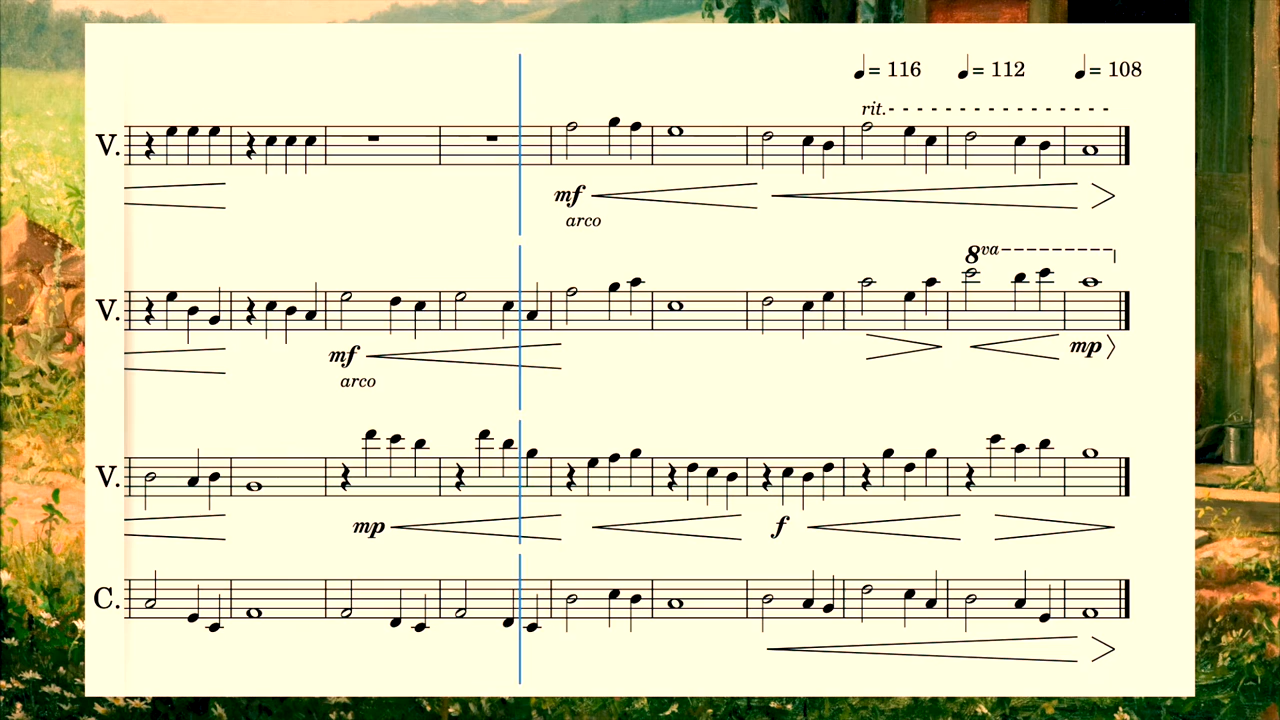 ♩= 116 ♩= 112 ♩= 108
rit.
V.
mf
arco
8va
V.
mf mp
arco
V.
mp f
C.